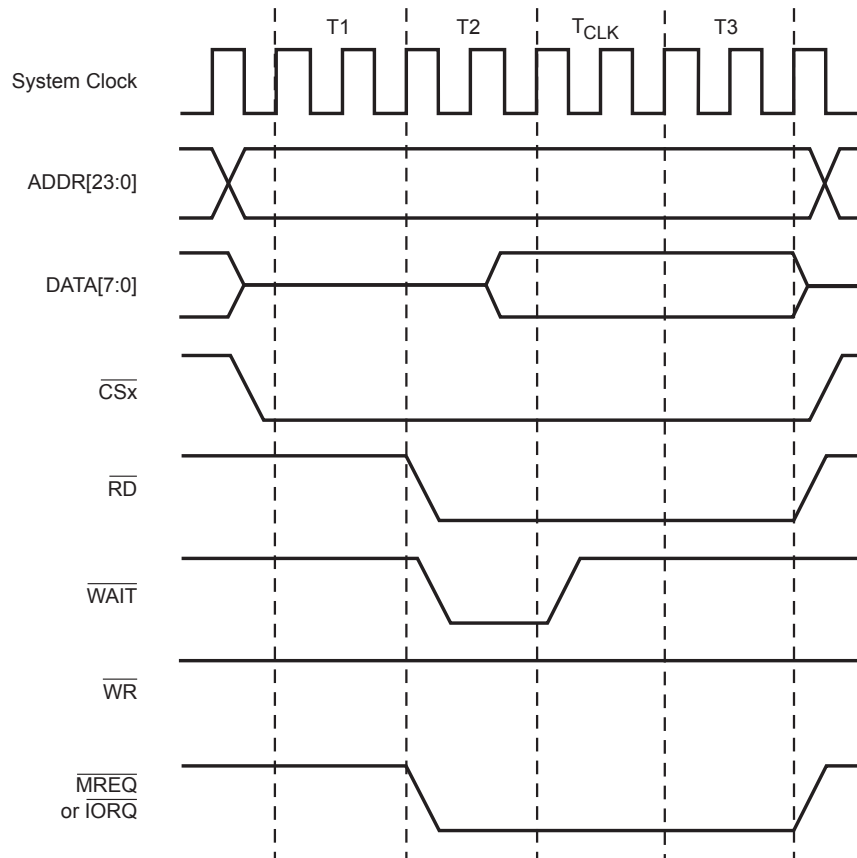 T1 T2 TCLK T3
System Clock
ADDR[23:0]
DATA[7:0]
CSx
RD
WAIT
WR
MREQ
or IORQ